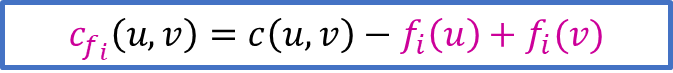 c_{f_i}(u, v) = c(u, v) − f_i(u) + f_i(v)